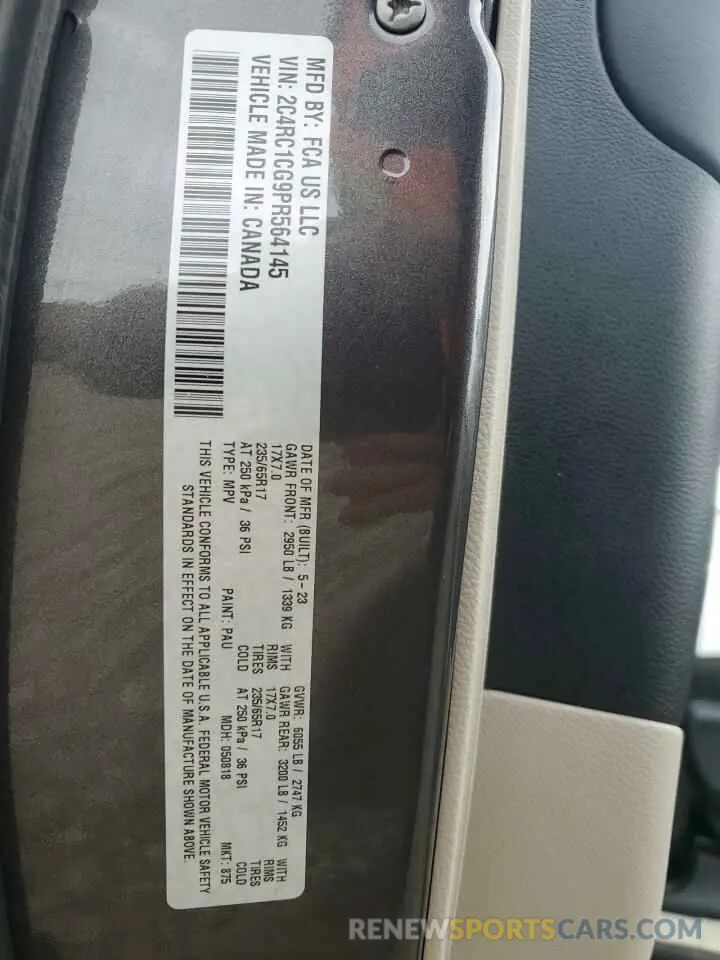 MFD BY: FCA US LLC
VIN: 2C4RC1CG9PR564145
VEHICLE MADE IN: CANADA
DATE OF MFR (BUILT): 5-23 GVWR: 6055 LB / 2747 KG
GAWR FRONT: 2950 LB / 1339 KG WITH GAWR REAR: 3200 LB / 1452 KG WITH
17X7.0 RIMS 17X7.0 RIMS
235/65R17 TIRES 235/65R17 TIRES
AT 250 kPa / 36 PSI COLD AT 250 kPa / 36 PSI COLD
TYPE: MPV PAINT: PAU MDH: 050818 MKT: 875
THIS VEHICLE CONFORMS TO ALL APPLICABLE U.S.A. FEDERAL MOTOR VEHICLE SAFETY
STANDARDS IN EFFECT ON THE DATE OF MANUFACTURE SHOWN ABOVE.
RENEWSPORTSCARS.COM